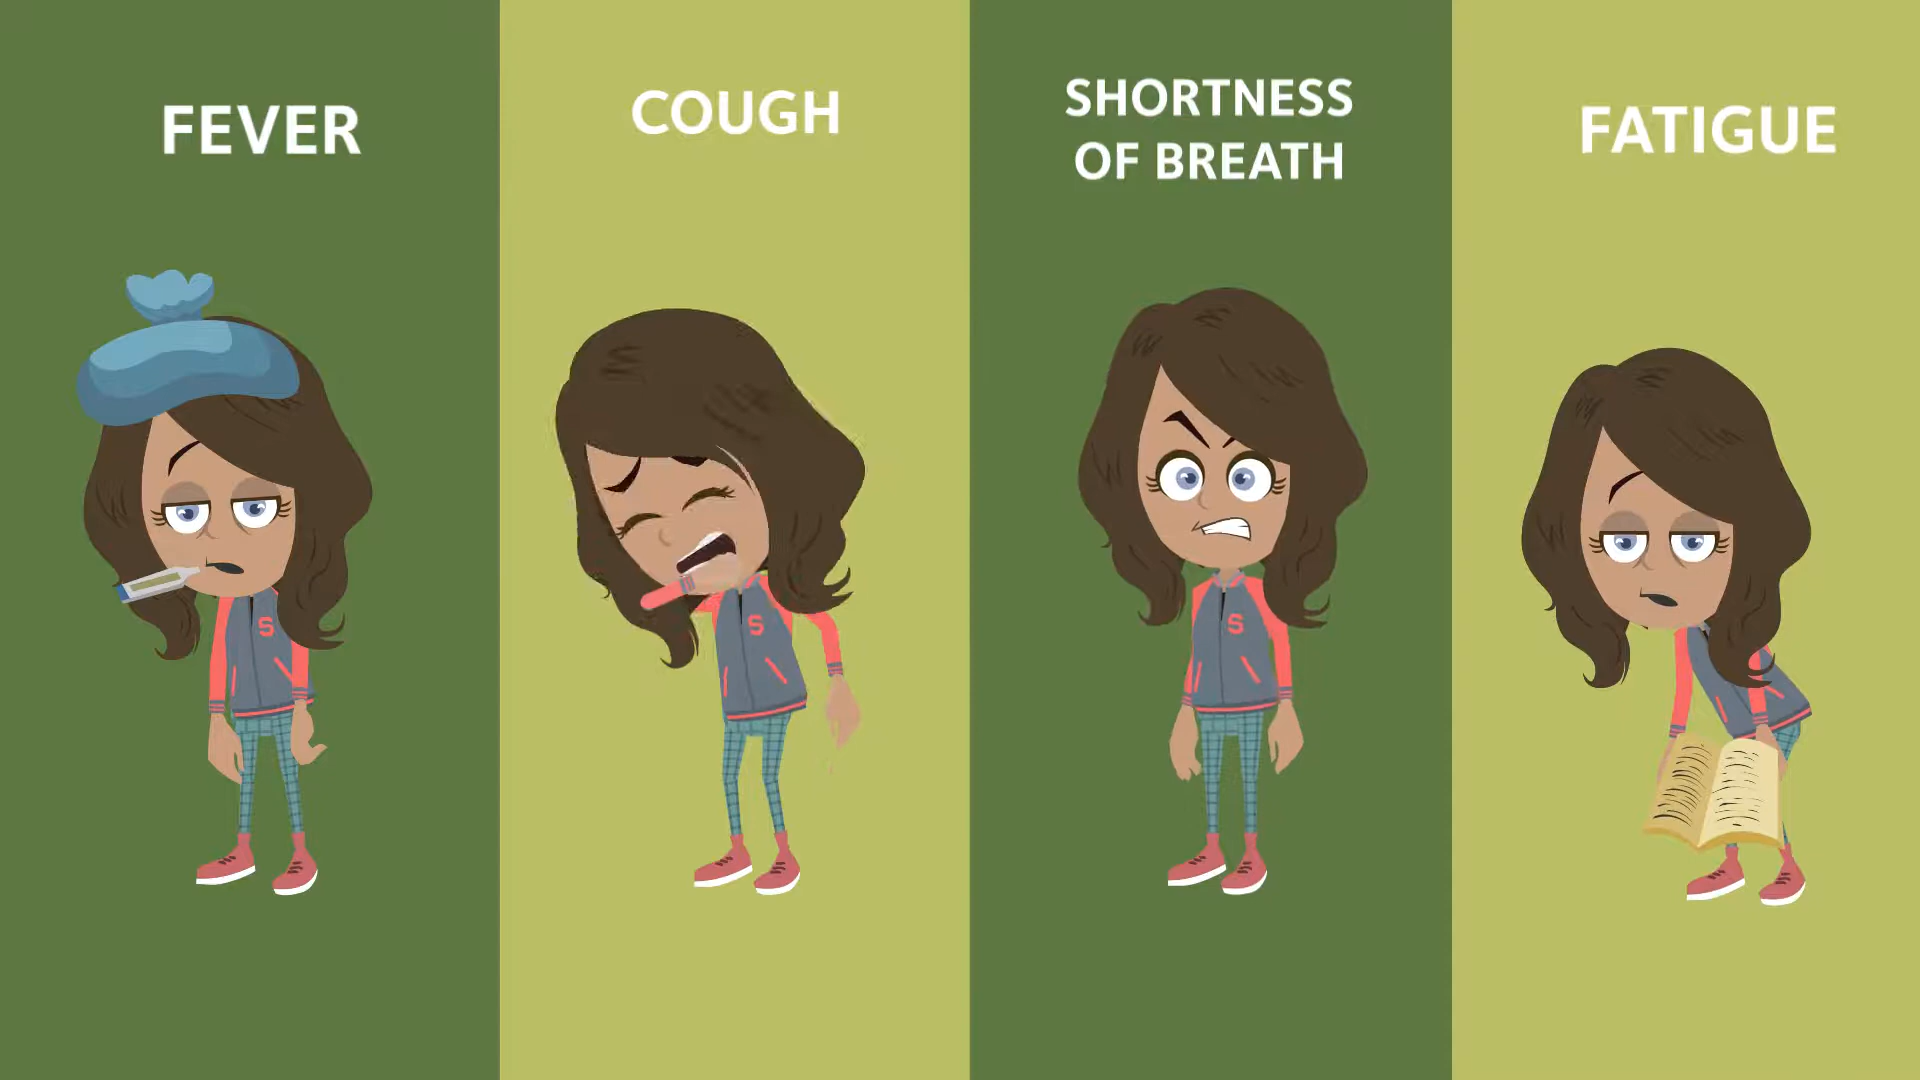 FEVER
COUGH
SHORTNESS
OF BREATH
FATIGUE
S
S
S